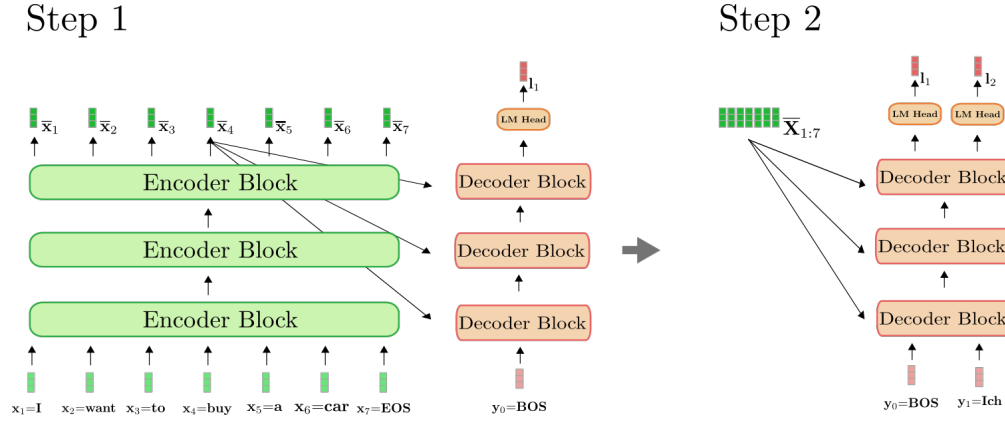 Step 1
Step 2
l₁
l₁
l₂
x̅₁
x̅₂
x̅₃
x̅₄
x̅₅
x̅₆
x̅₇
LM Head
X̅₁:₇
LM Head
LM Head
Encoder Block
Decoder Block
Decoder Block
Encoder Block
Decoder Block
Decoder Block
Encoder Block
Decoder Block
Decoder Block
x₁=I
x₂=want
x₃=to
x₄=buy
x₅=a
x₆=car
x₇=EOS
y₀=BOS
y₀=BOS
y₁=Ich